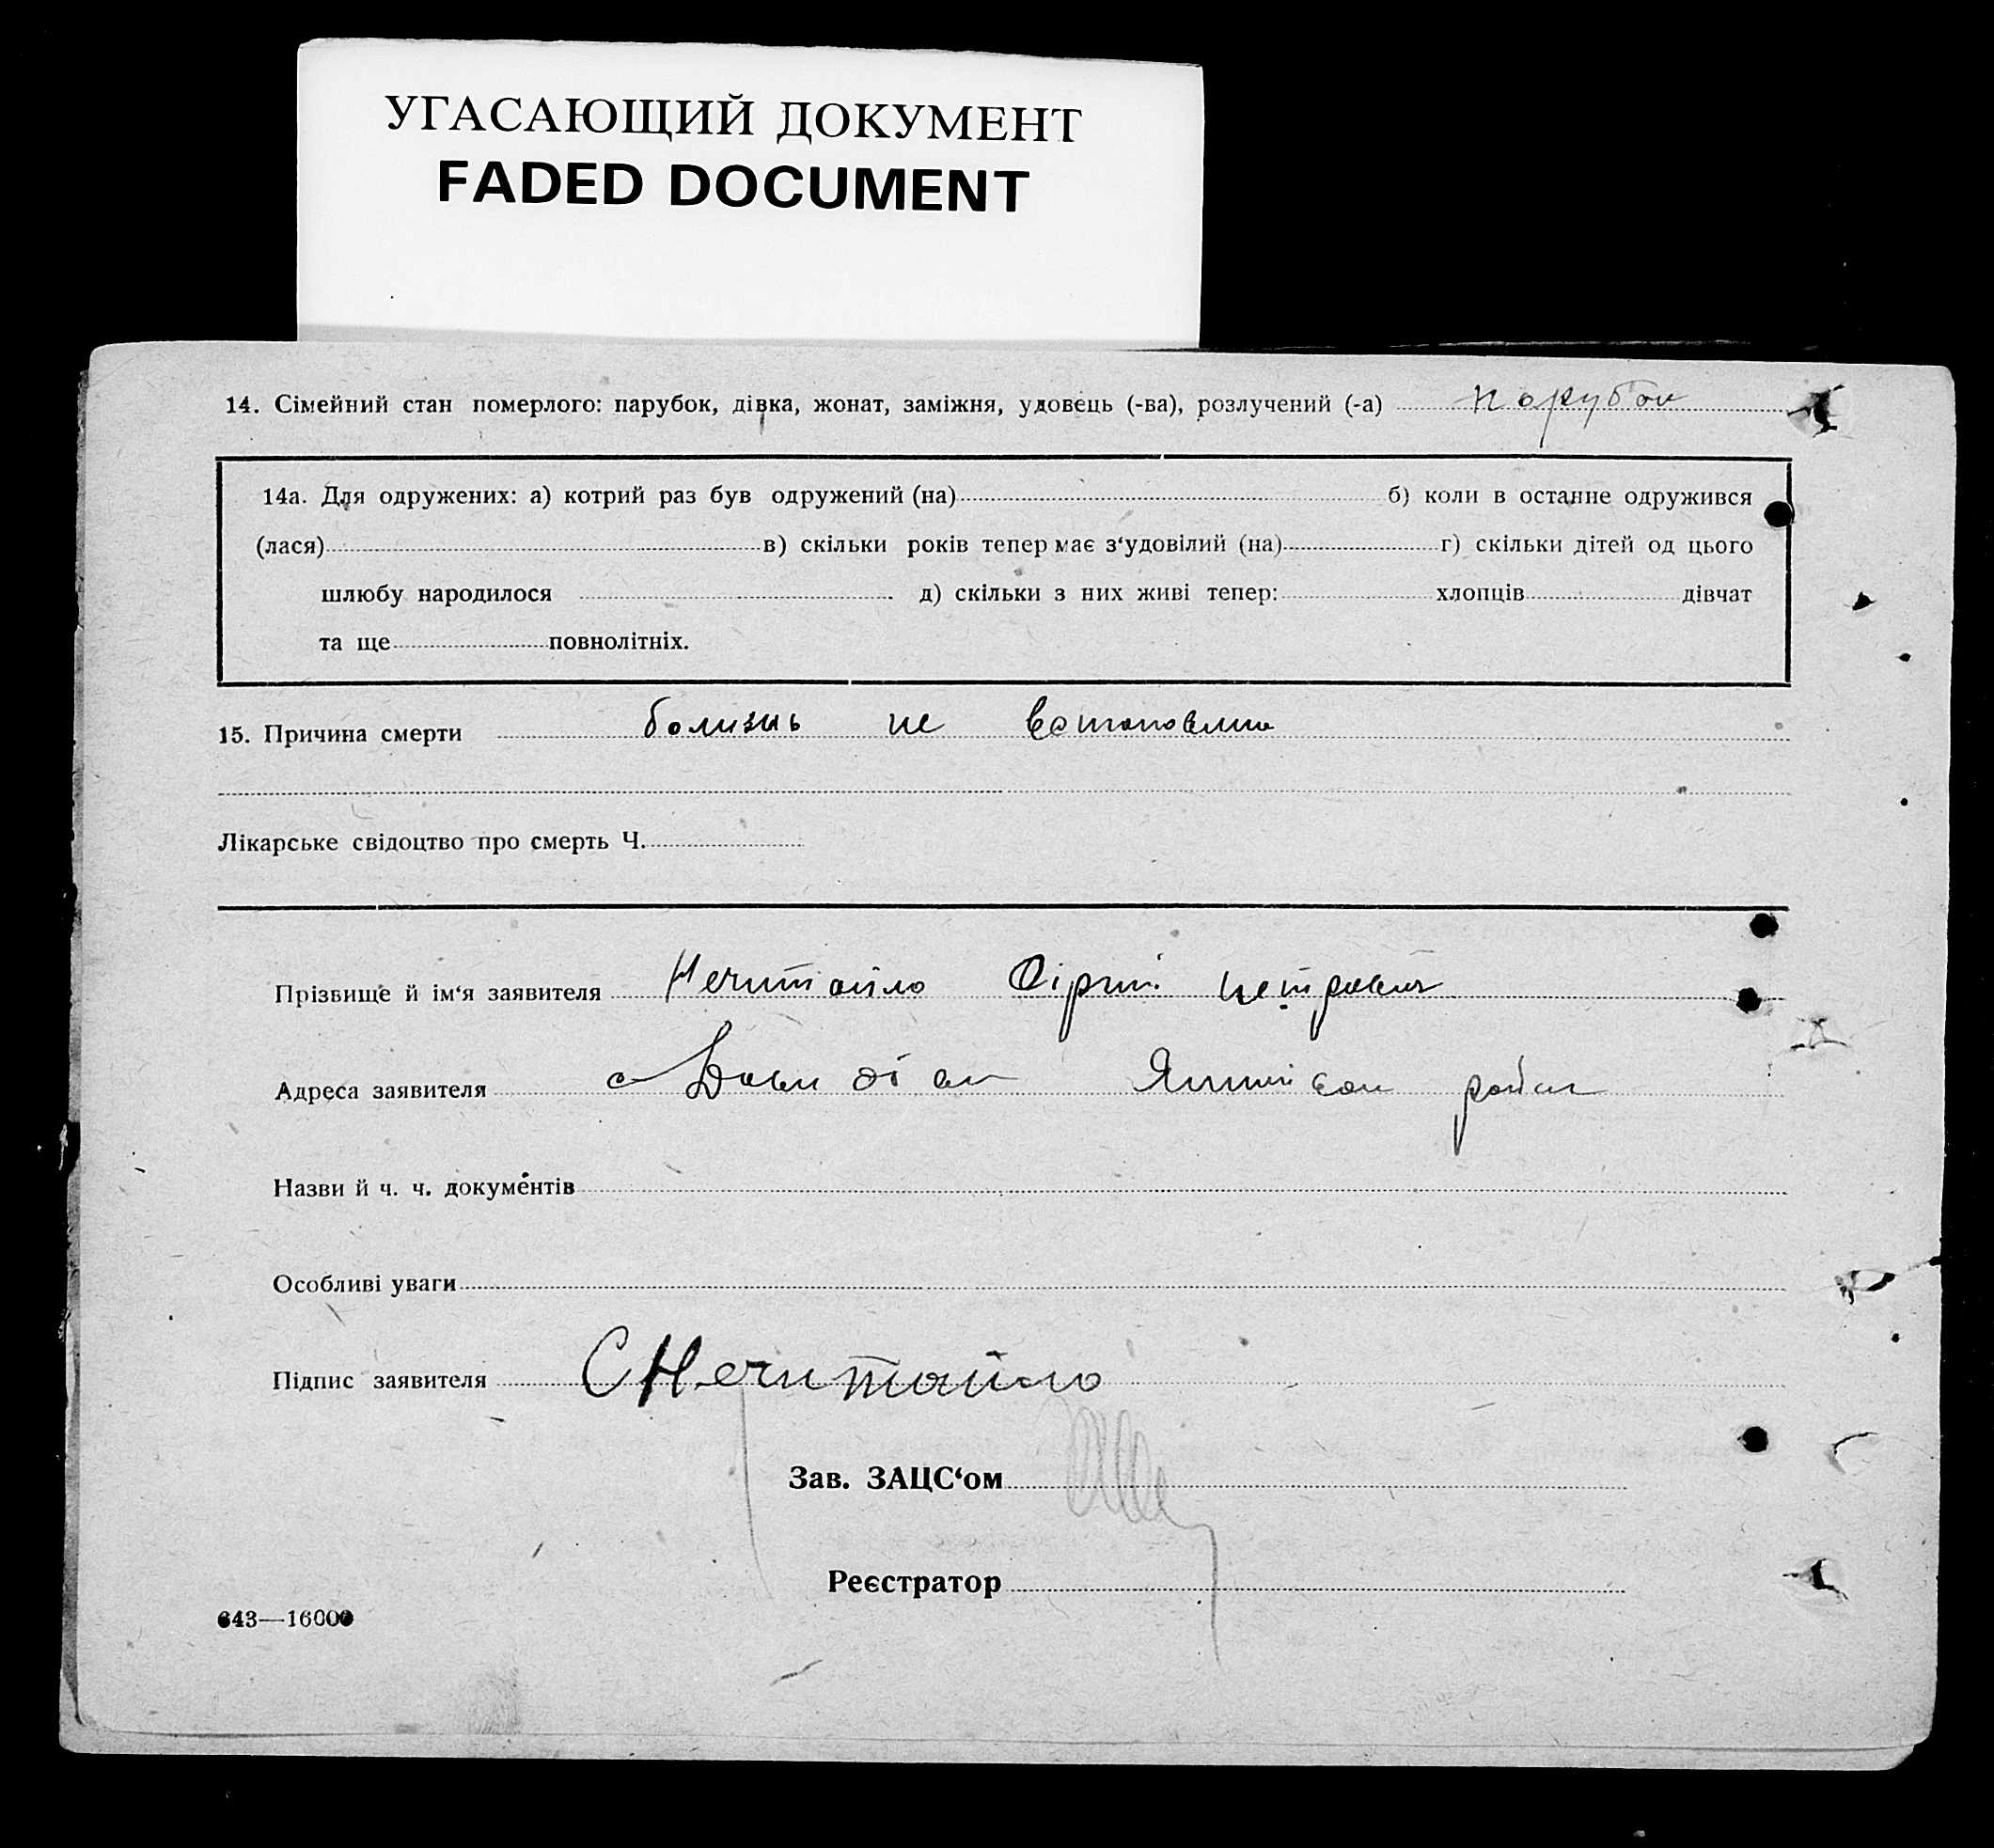 УГАСАЮЩИЙ ДОКУМЕНТ
FADED DOCUMENT
14. Сімейний стан померлого: парубок, дівка, жонат, заміжня, удовець (-ва), розлучений (-а) парубок
14а. Для одружених: а) котрий раз був одружений (на) б) коли в останнє одружився
(лася) в) скільки років тепер має з‘удовілий (на) г) скільки дітей од цього
шлюбу народилося д) скільки з них живі тепер: хлопців дівчат
та ще повнолітніх.
15. Причина смерти болизнь не
Лікарське свідоцтво про смерть Ч.
Прізвище й ім‘я заявителя Нечитайло
Адреса заявителя с район
Назви й ч. ч. документів
Особливі уваги
Підпис заявителя СНечитайло
Зав. ЗАЦС‘ом
Реєстратор
643—16000